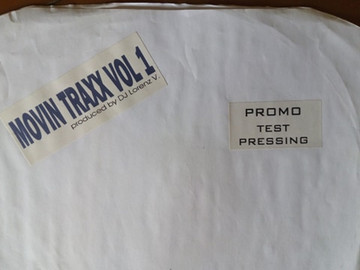 MOVIN TRAXX VOL 1
produced by DJ Lorenz V.
PROMO
TEST
PRESSING